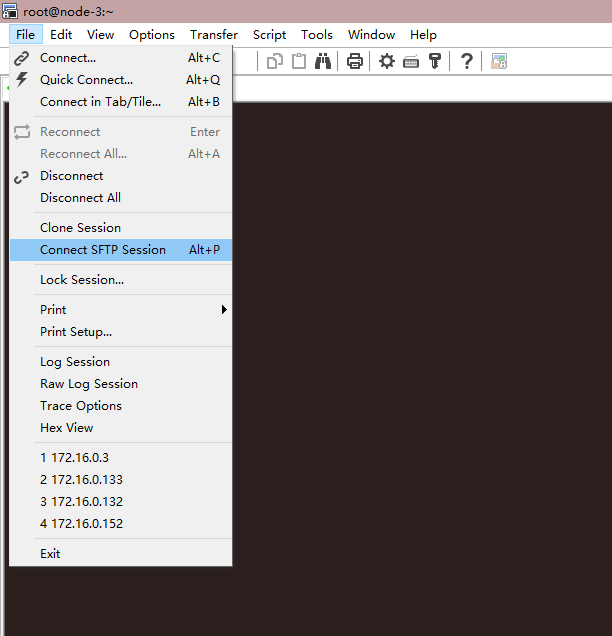 root@node-3:~
File Edit View Options Transfer Script Tools Window Help
Connect... Alt+C
Quick Connect... Alt+Q
Connect in Tab/Tile... Alt+B
Reconnect Enter
Reconnect All... Alt+A
Disconnect
Disconnect All
Clone Session
Connect SFTP Session Alt+P
Lock Session...
Print
Print Setup...
Log Session
Raw Log Session
Trace Options
Hex View
1 172.16.0.3
2 172.16.0.133
3 172.16.0.132
4 172.16.0.152
Exit